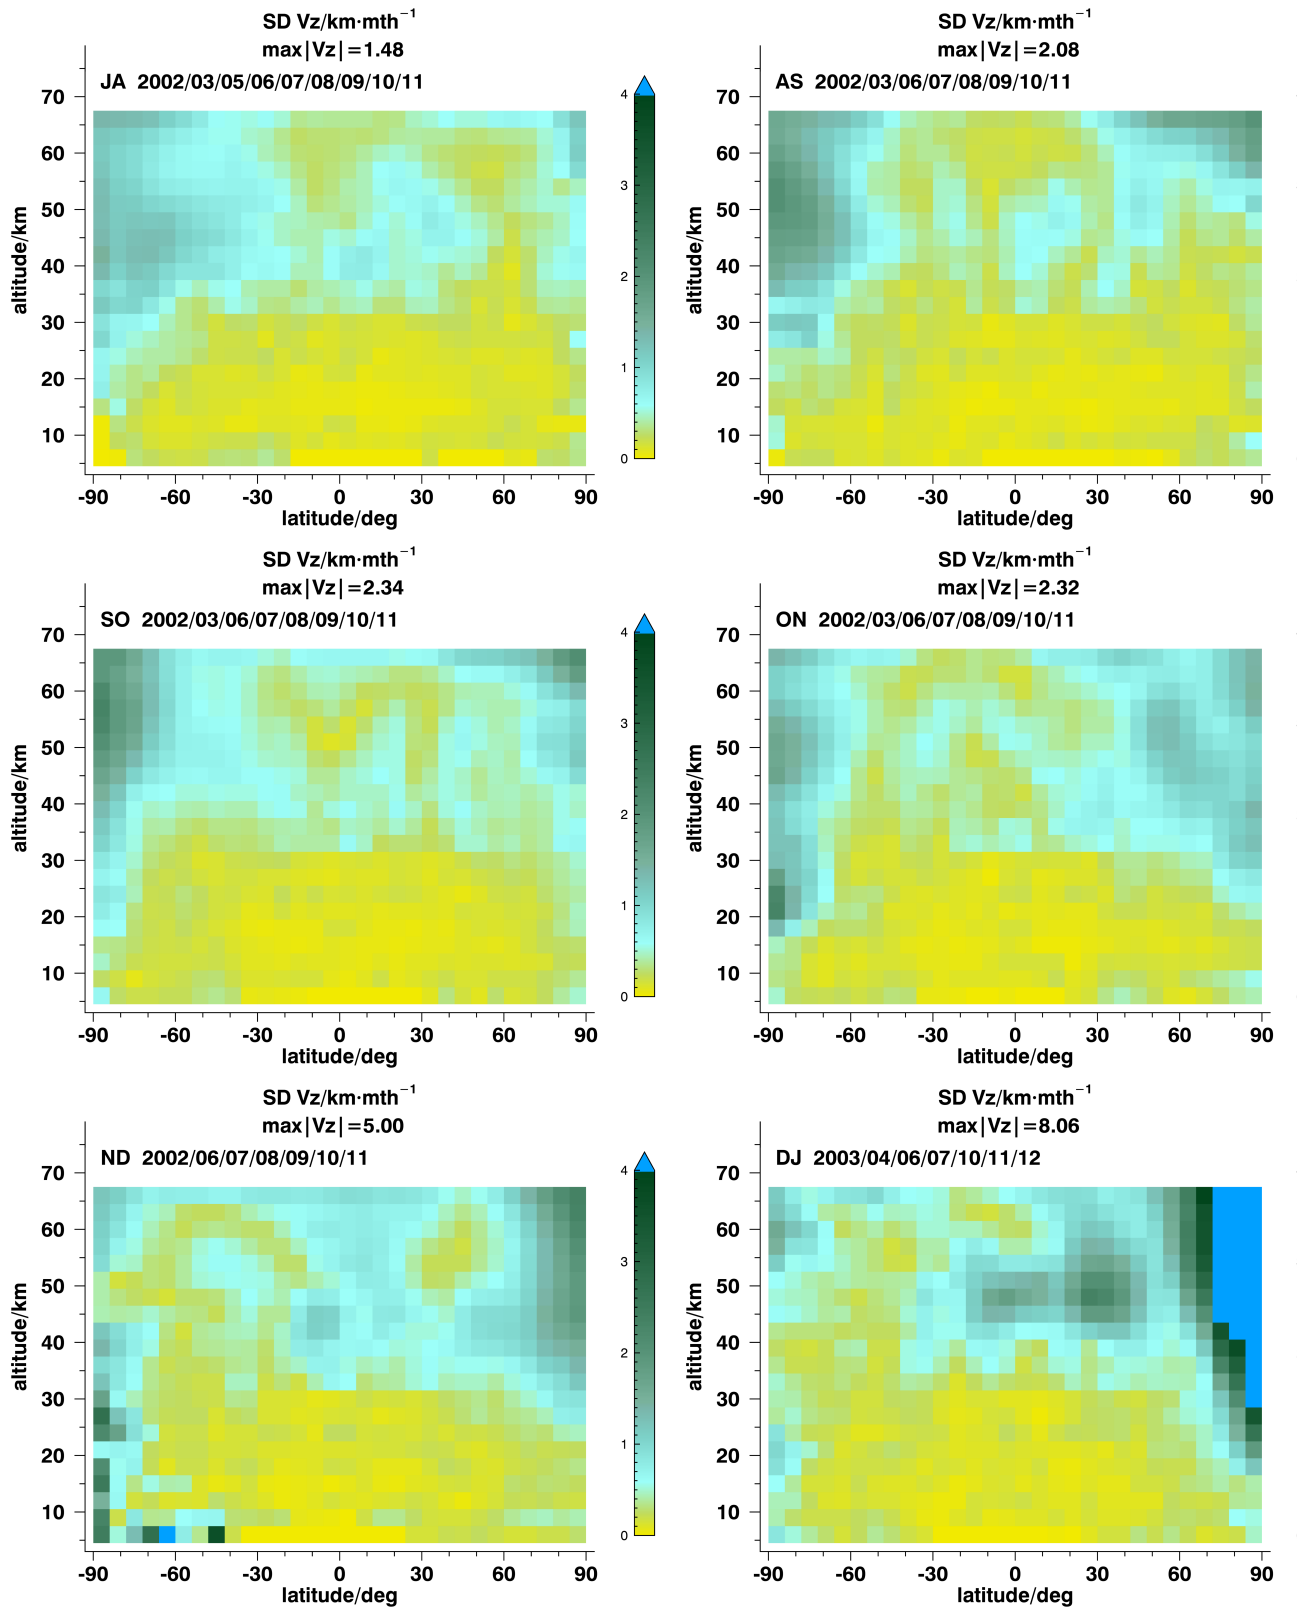 SD Vz/km·mth⁻¹
max|Vz|=1.48
JA 2002/03/05/06/07/08/09/10/11
altitude/km
70
60
50
40
30
20
10
-90 -60 -30 0 30 60 90
latitude/deg
4
3
2
1
0
SD Vz/km·mth⁻¹
max|Vz|=2.08
AS 2002/03/06/07/08/09/10/11
altitude/km
70
60
50
40
30
20
10
-90 -60 -30 0 30 60 90
latitude/deg
SD Vz/km·mth⁻¹
max|Vz|=2.34
SO 2002/03/06/07/08/09/10/11
altitude/km
70
60
50
40
30
20
10
-90 -60 -30 0 30 60 90
latitude/deg
4
3
2
1
0
SD Vz/km·mth⁻¹
max|Vz|=2.32
ON 2002/03/06/07/08/09/10/11
altitude/km
70
60
50
40
30
20
10
-90 -60 -30 0 30 60 90
latitude/deg
SD Vz/km·mth⁻¹
max|Vz|=5.00
ND 2002/06/07/08/09/10/11
altitude/km
70
60
50
40
30
20
10
-90 -60 -30 0 30 60 90
latitude/deg
4
3
2
1
0
SD Vz/km·mth⁻¹
max|Vz|=8.06
DJ 2003/04/06/07/10/11/12
altitude/km
70
60
50
40
30
20
10
-90 -60 -30 0 30 60 90
latitude/deg